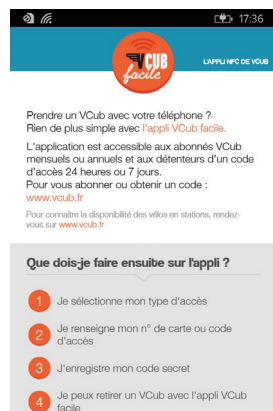 17:36
VCUB
facile
L'APPLI NFC DE VCUB
Prendre un VCub avec votre téléphone ?
Rien de plus simple avec l'appli VCub facile.
L'application est accessible aux abonnés VCub
mensuels ou annuels et aux détenteurs d'un code
d'accès 24 heures ou 7 jours.
Pour vous abonner ou obtenir un code :
www.vcub.fr
Pour connaitre la disponibilité des vélos en stations, rendez-
vous sur www.vcub.fr
Que dois-je faire ensuite sur l'appli ?
1 Je sélectionne mon type d'accès
2 Je renseigne mon n° de carte ou code
d'accès
3 J'enregistre mon code secret
4 Je peux retirer un VCub avec l'appli VCub
facile